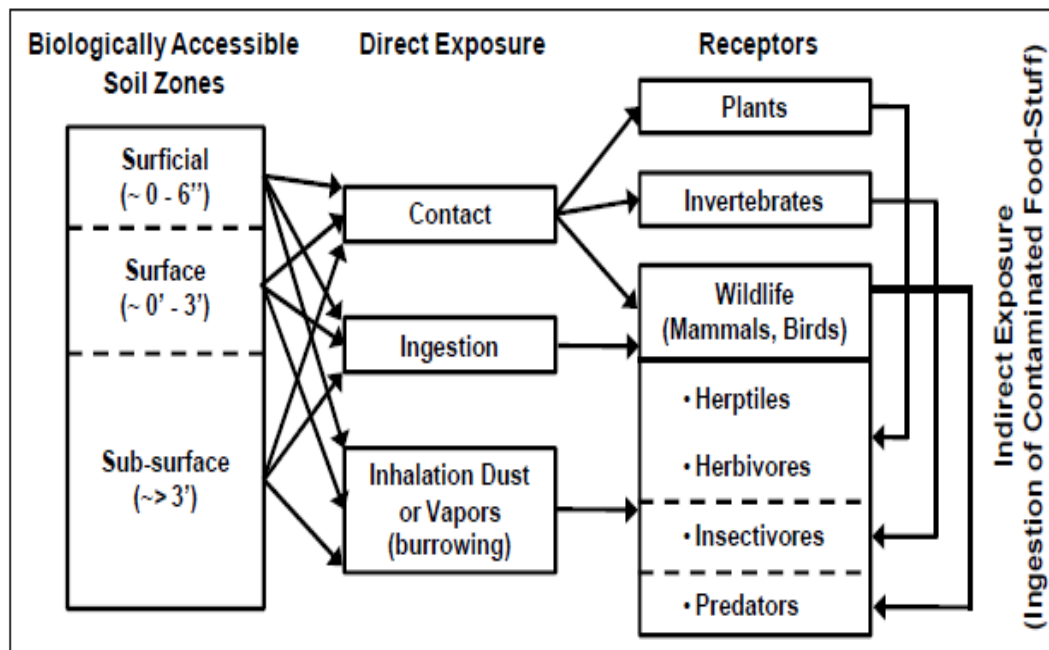 Biologically Accessible
Soil Zones
Direct Exposure
Receptors
Surficial
(~ 0 - 6’’)
Surface
(~ 0’ - 3’)
Sub-surface
(~> 3’)
Contact
Ingestion
Inhalation Dust
or Vapors
(burrowing)
Plants
Invertebrates
Wildlife
(Mammals, Birds)
• Herptiles
• Herbivores
• Insectivores
• Predators
Indirect Exposure
(Ingestion of Contaminated Food-Stuff)